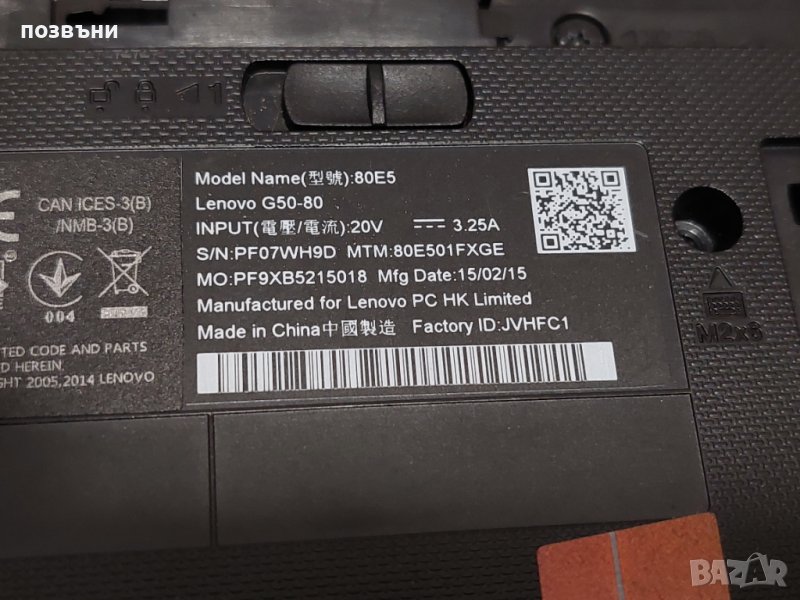 позвъни
1
Model Name(型號):80E5
Lenovo G50-80
INPUT(電壓/電流):20V 3.25A
S/N:PF07WH9D MTM:80E501FXGE
MO:PF9XB5215018 Mfg Date:15/02/15
Manufactured for Lenovo PC HK Limited
Made in China中國製造 Factory ID:JVHFC1
CAN ICES-3(B)
/NMB-3(B)
004
TED CODE AND PARTS
D HEREIN.
GHT 2005,2014 LENOVO
M2x6
BAZAR